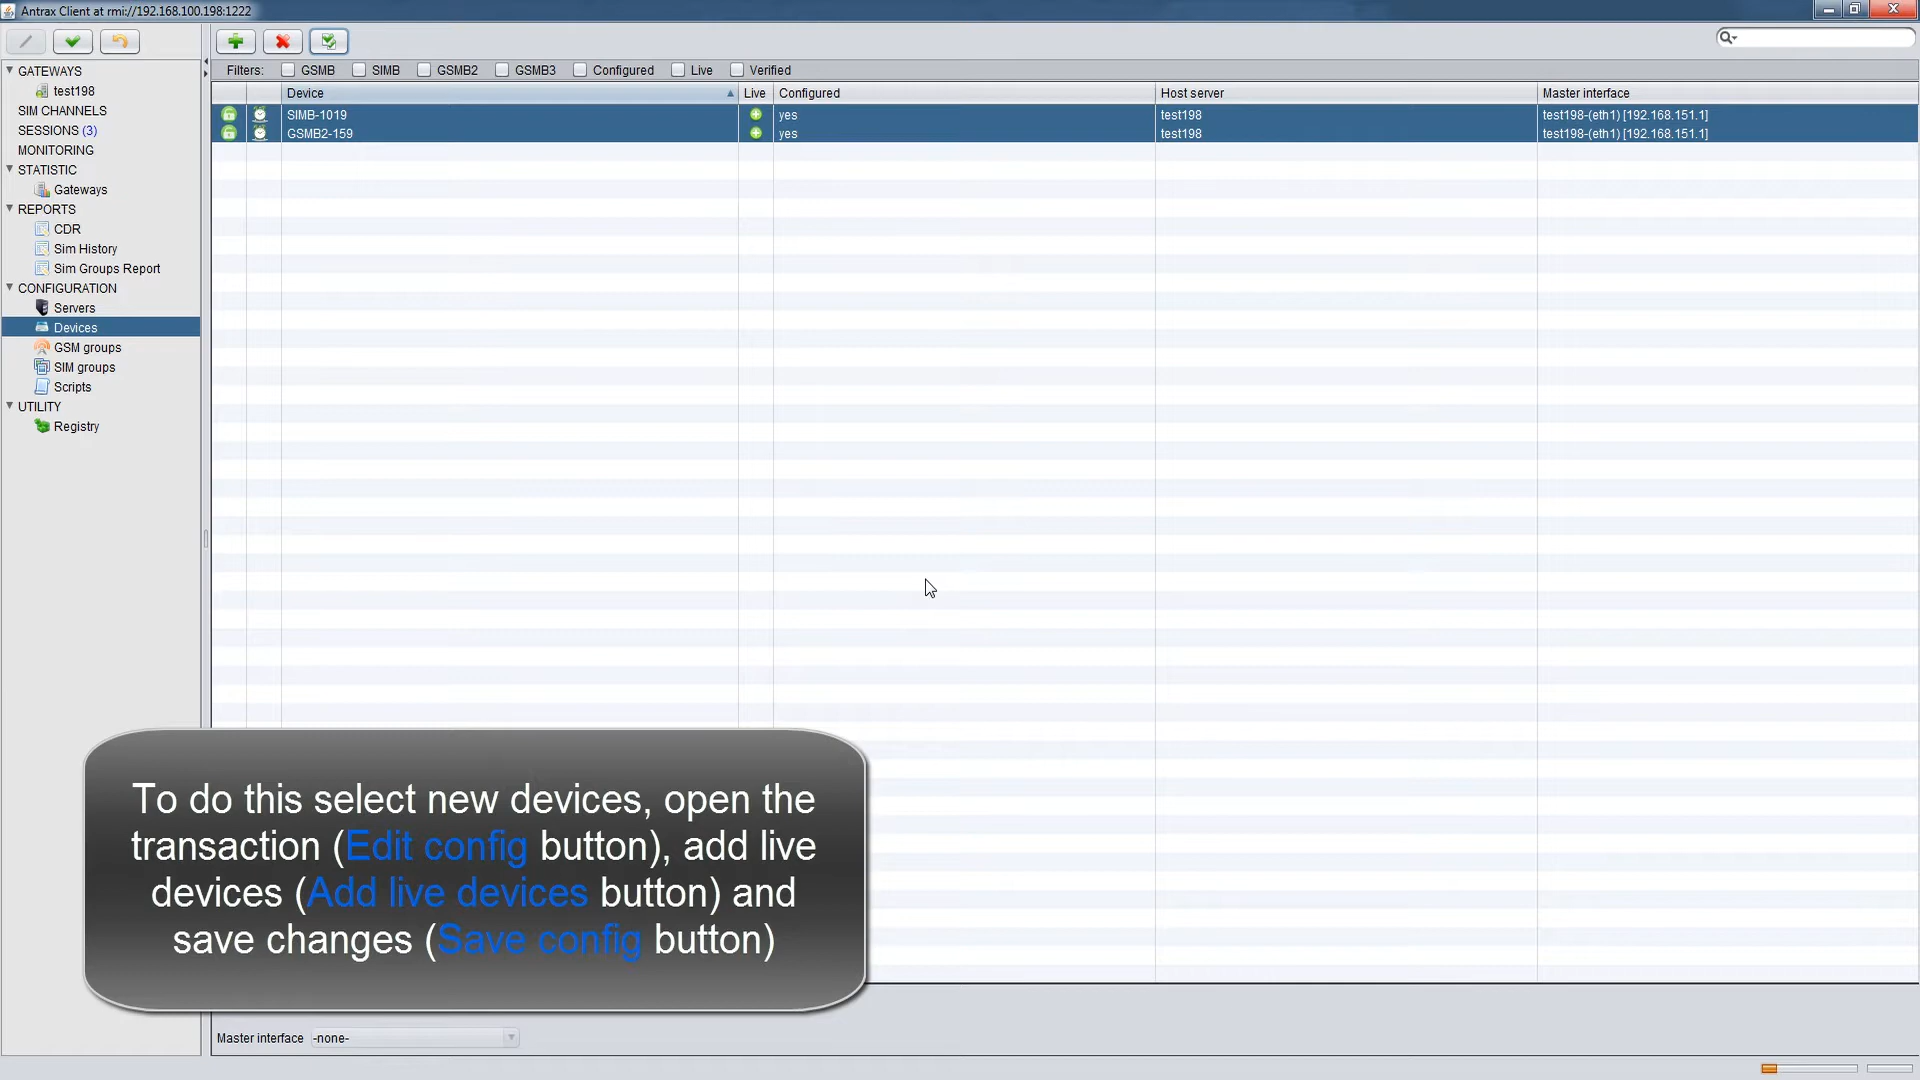 Antrax Client at rmi://192.168.100.198:1222
Filters: GSMB SIMB GSMB2 GSMB3 Configured Live Verified
GATEWAYS
test198
SIM CHANNELS
SESSIONS (3)
MONITORING
STATISTIC
Gateways
REPORTS
CDR
Sim History
Sim Groups Report
CONFIGURATION
Servers
Devices
GSM groups
SIM groups
Scripts
UTILITY
Registry
Device Live Configured Host server Master interface
SIMB-1019 yes test198 test198-(eth1) [192.168.151.1]
GSMB2-159 yes test198 test198-(eth1) [192.168.151.1]
To do this select new devices, open the
transaction (Edit config button), add live
devices (Add live devices button) and
save changes (Save config button)
Master interface -none-